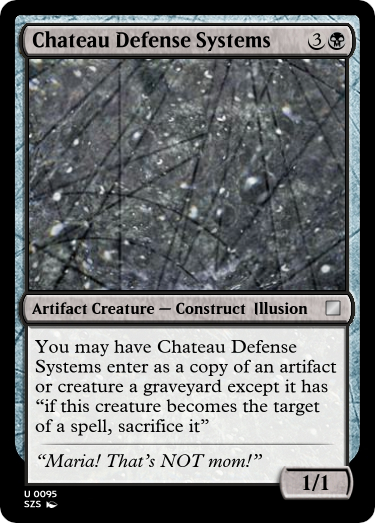 Chateau Defense Systems 3
Artifact Creature — Construct Illusion
You may have Chateau Defense
Systems enter as a copy of an artifact
or creature a graveyard except it has
“if this creature becomes the target
of a spell, sacrifice it”
“Maria! That’s NOT mom!”
1/1
U 0095
SZS